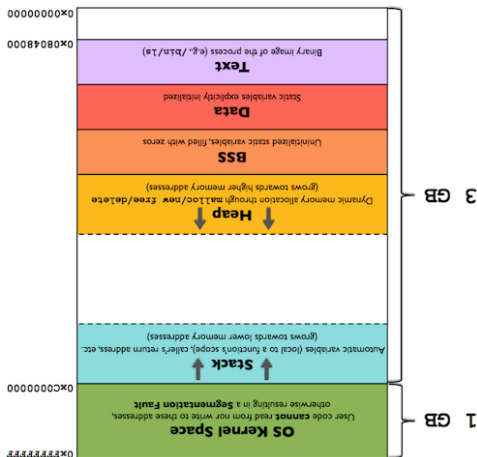 0xFFFFFFFF
OS Kernel Space
User code cannot read from nor write to these addresses,
otherwise resulting in a Segmentation Fault
1 GB
0xC0000000
Stack
Automatic variables (local to a function's scope), caller's return address, etc.
(grows towards lower memory addresses)
3 GB
Heap
Dynamic memory allocation through malloc/new free/delete
(grows towards higher memory addresses)
BSS
Uninitialized static variables, filled with zeros
Data
Static variables explicitly initialized
Text
Binary image of the process (e.g. /bin/ls)
0x08048000
0x00000000